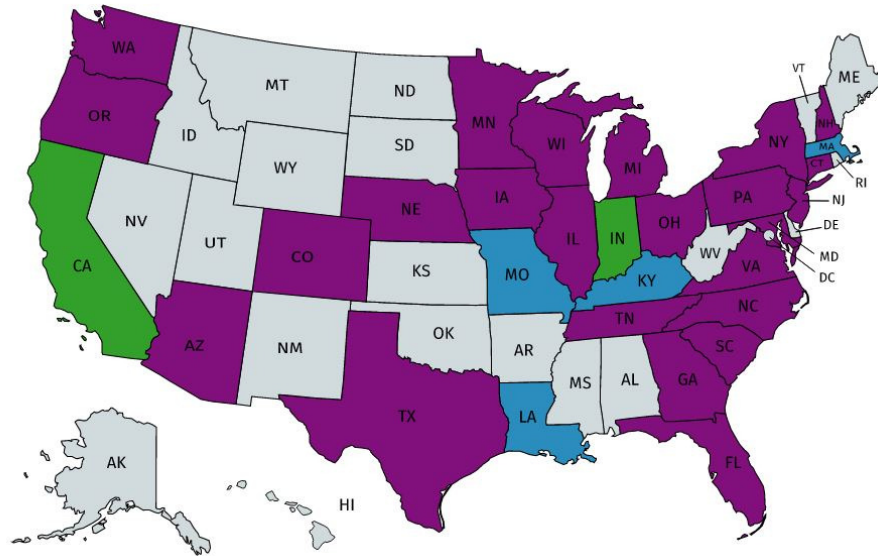 WA
MT
ND
MN
VT
ME
OR
ID
SD
WI
MI
NY
NH
MA
CT
RI
WY
NE
IA
PA
NJ
NV
UT
CO
IL
IN
OH
DE
CA
KS
MO
KY
WV
VA
MD
DC
AZ
NM
OK
AR
TN
NC
SC
MS
AL
GA
TX
LA
FL
AK
HI